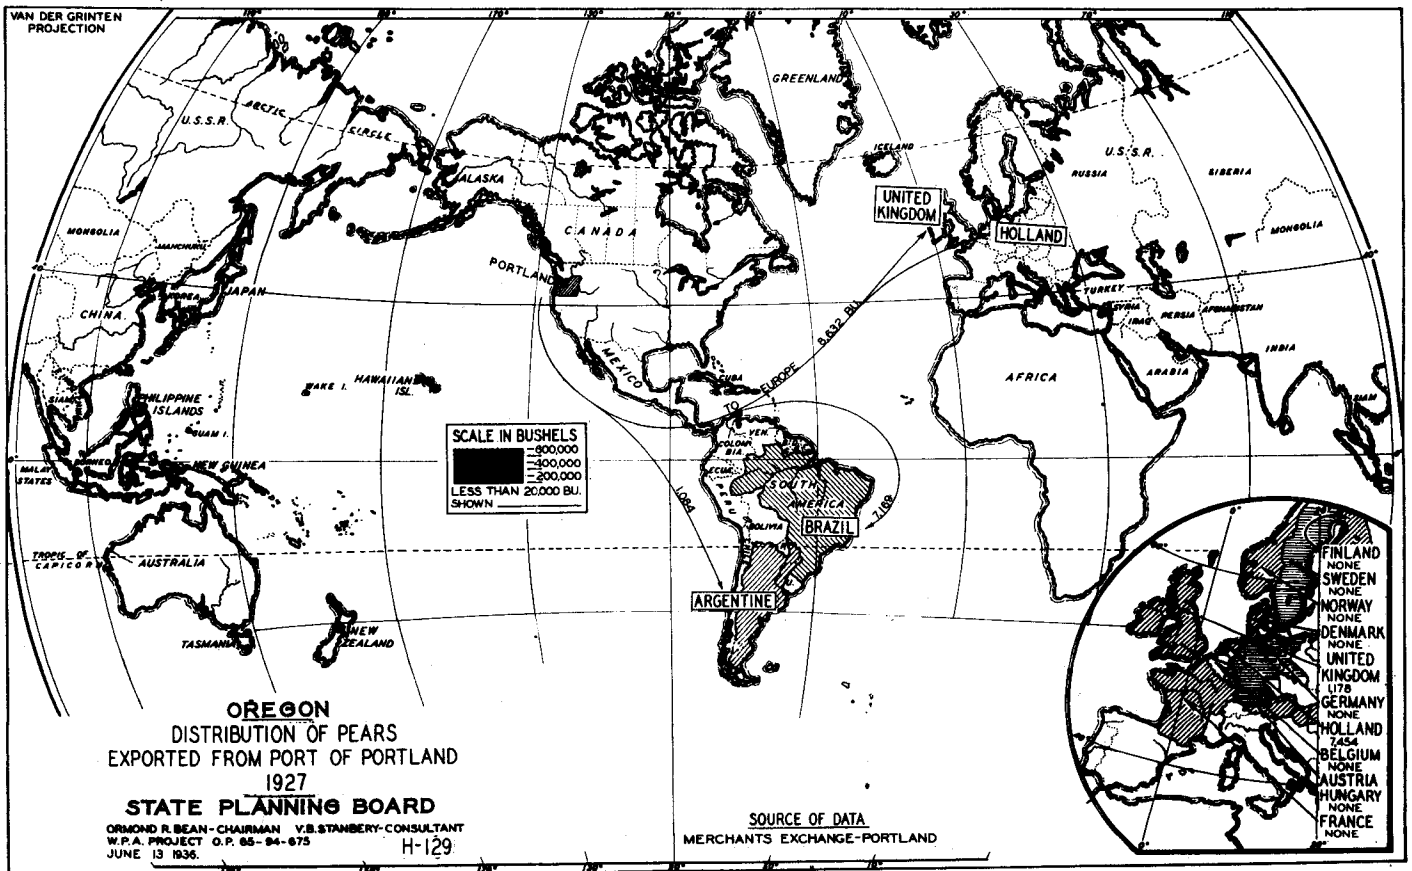 VAN DER GRINTEN
PROJECTION
GREENLAND
ARCTIC CIRCLE
U.S.S.R.
ICELAND
U.S.S.R.
RUSSIA
SIBERIA
ALASKA
UNITED
KINGDOM
HOLLAND
MONGOLIA
MONGOLIA
CANADA
PORTLAND
KOREA
JAPAN
CHINA
TURKEY
SYRIA
IRAQ
PERSIA
AFGHANISTAN
INDIA
8,632 BU.
TO EUROPE
MEXICO
CUBA
WAKE I.
HAWAIIAN
ISL.
AFRICA
ARABIA
SIAM
SIAM
PHILIPPINE
ISLANDS
GUAM I.
SCALE IN BUSHELS
600,000
400,000
200,000
LESS THAN 20,000 BU.
SHOWN
VEN.
COLOM-
BIA
ECUA.
PERU
SOUTH
AMERICA
BRAZIL
BOLIVIA
CHILE
1,084
7,189
MALAY
STATES
BORNEO
NEW GUINEA
TROPIC OF
CAPICORN
AUSTRALIA
ARGENTINE
TASMANIA
NEW
ZEALAND
FINLAND
NONE
SWEDEN
NONE
NORWAY
NONE
DENMARK
NONE
UNITED
KINGDOM
1,178
GERMANY
NONE
HOLLAND
7,454
BELGIUM
NONE
AUSTRIA
HUNGARY
NONE
FRANCE
NONE
OREGON
DISTRIBUTION OF PEARS
EXPORTED FROM PORT OF PORTLAND
1927
STATE PLANNING BOARD
ORMOND R. BEAN - CHAIRMAN V.B. STANBERY - CONSULTANT
W.P.A. PROJECT O.P. 65-94-675
JUNE 13 1936.
H-129
SOURCE OF DATA
MERCHANTS EXCHANGE - PORTLAND